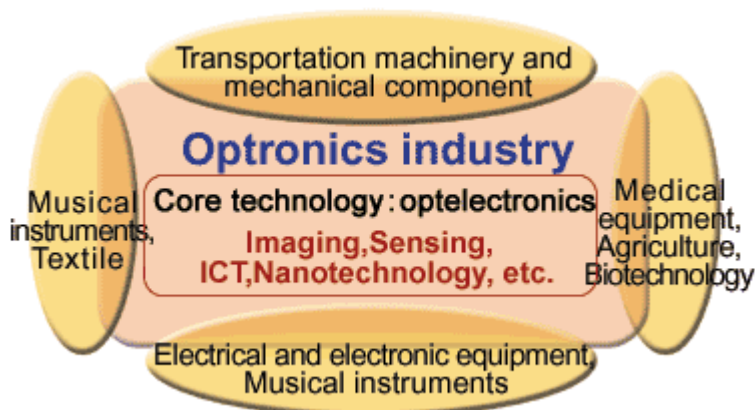 Transportation machinery and
mechanical component
Optronics industry
Core technology:optelectronics
Imaging,Sensing,
ICT,Nanotechnology, etc.
Musical
instruments,
Textile
Medical
equipment,
Agriculture,
Biotechnology
Electrical and electronic equipment,
Musical instruments